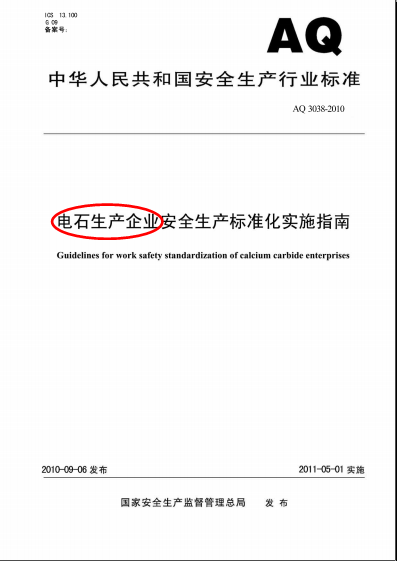 ICS 13.100
G 09
备案号：
AQ
中华人民共和国安全生产行业标准
AQ 3038-2010
电石生产企业安全生产标准化实施指南
Guidelines for work safety standardization of calcium carbide enterprises
2010-09-06 发布
2011-05-01 实施
国家安全生产监督管理总局 发 布